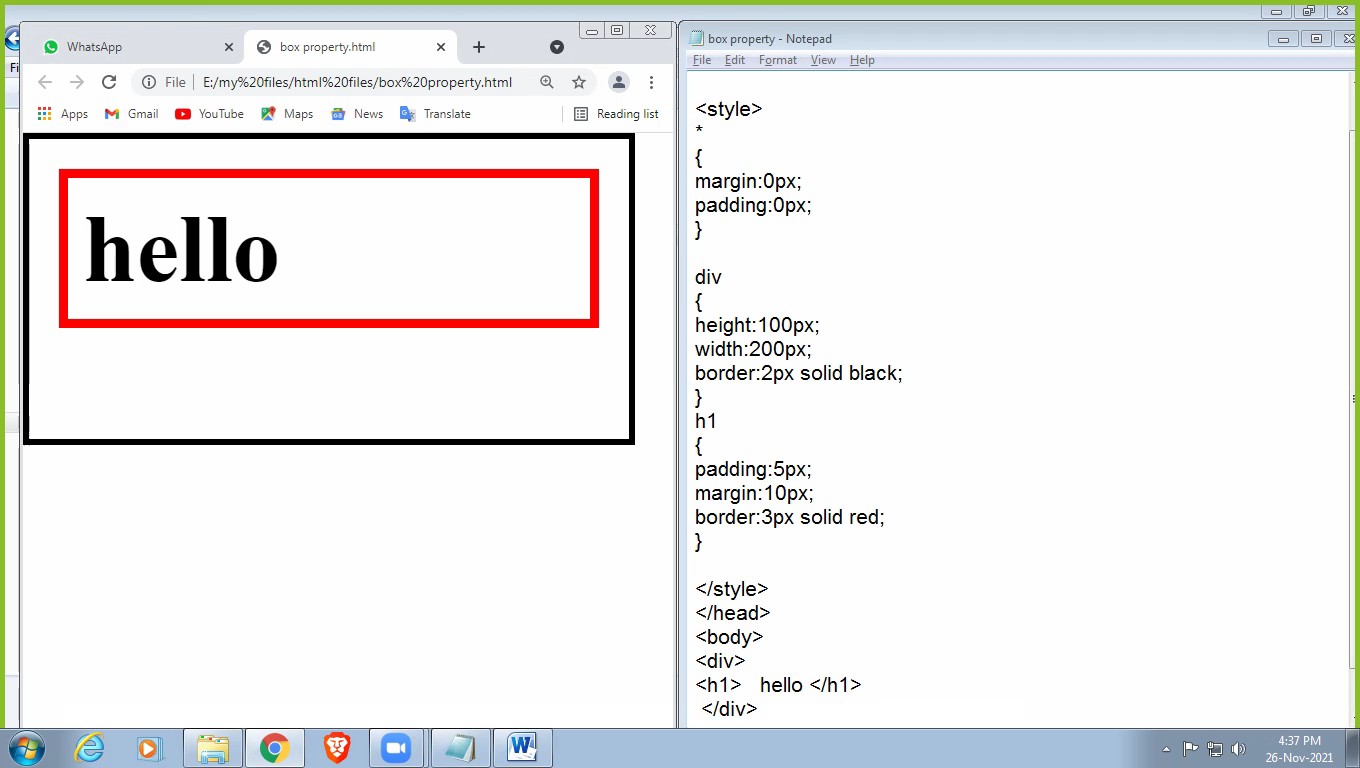 WhatsApp
box property.html
File
E:/my%20files/html%20files/box%20property.html
Apps
Gmail
YouTube
Maps
News
Translate
Reading list
hello
box property - Notepad
File Edit Format View Help
<style>
*
{
margin:0px;
padding:0px;
}
div
{
height:100px;
width:200px;
border:2px solid black;
}
h1
{
padding:5px;
margin:10px;
border:3px solid red;
}
</style>
</head>
<body>
<div>
<h1>   hello </h1>
</div>
4:37 PM
26-Nov-2021